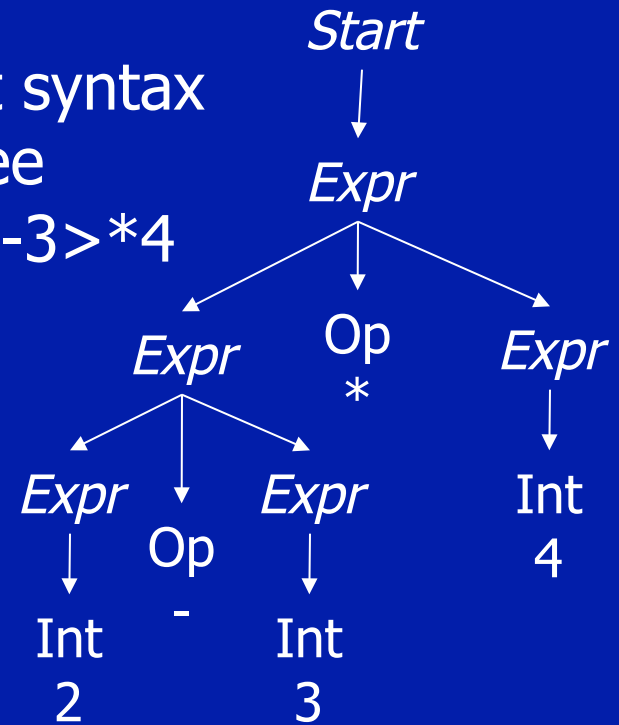 Start
t syntax
ee
Expr
-3>*4
Expr
Op
*
Expr
Expr
Op
-
Expr
Int
4
Int
2
Int
3